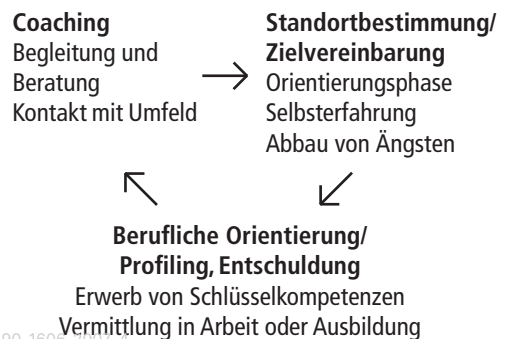 Coaching
Begleitung und
Beratung
Kontakt mit Umfeld
Standortbestimmung/
Zielvereinbarung
Orientierungsphase
Selbsterfahrung
Abbau von Ängsten
Berufliche Orientierung/
Profiling, Entschuldung
Erwerb von Schlüsselkompetenzen
Vermittlung in Arbeit oder Ausbildung